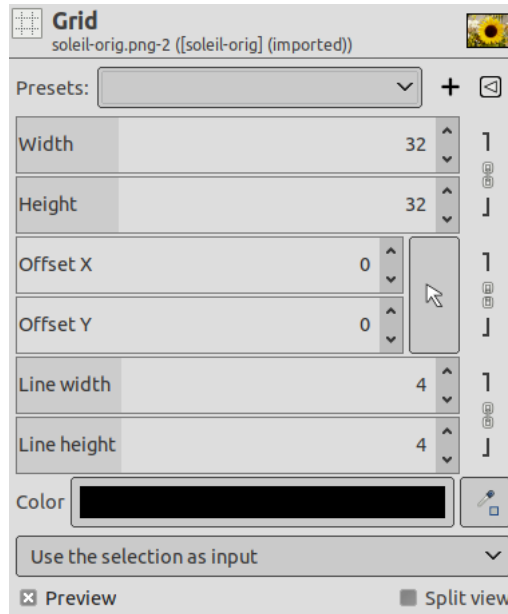 Grid
soleil-orig.png-2 ([soleil-orig] (imported))
Presets:
Width 32
Height 32
Offset X 0
Offset Y 0
Line width 4
Line height 4
Color
Use the selection as input
Preview Split view